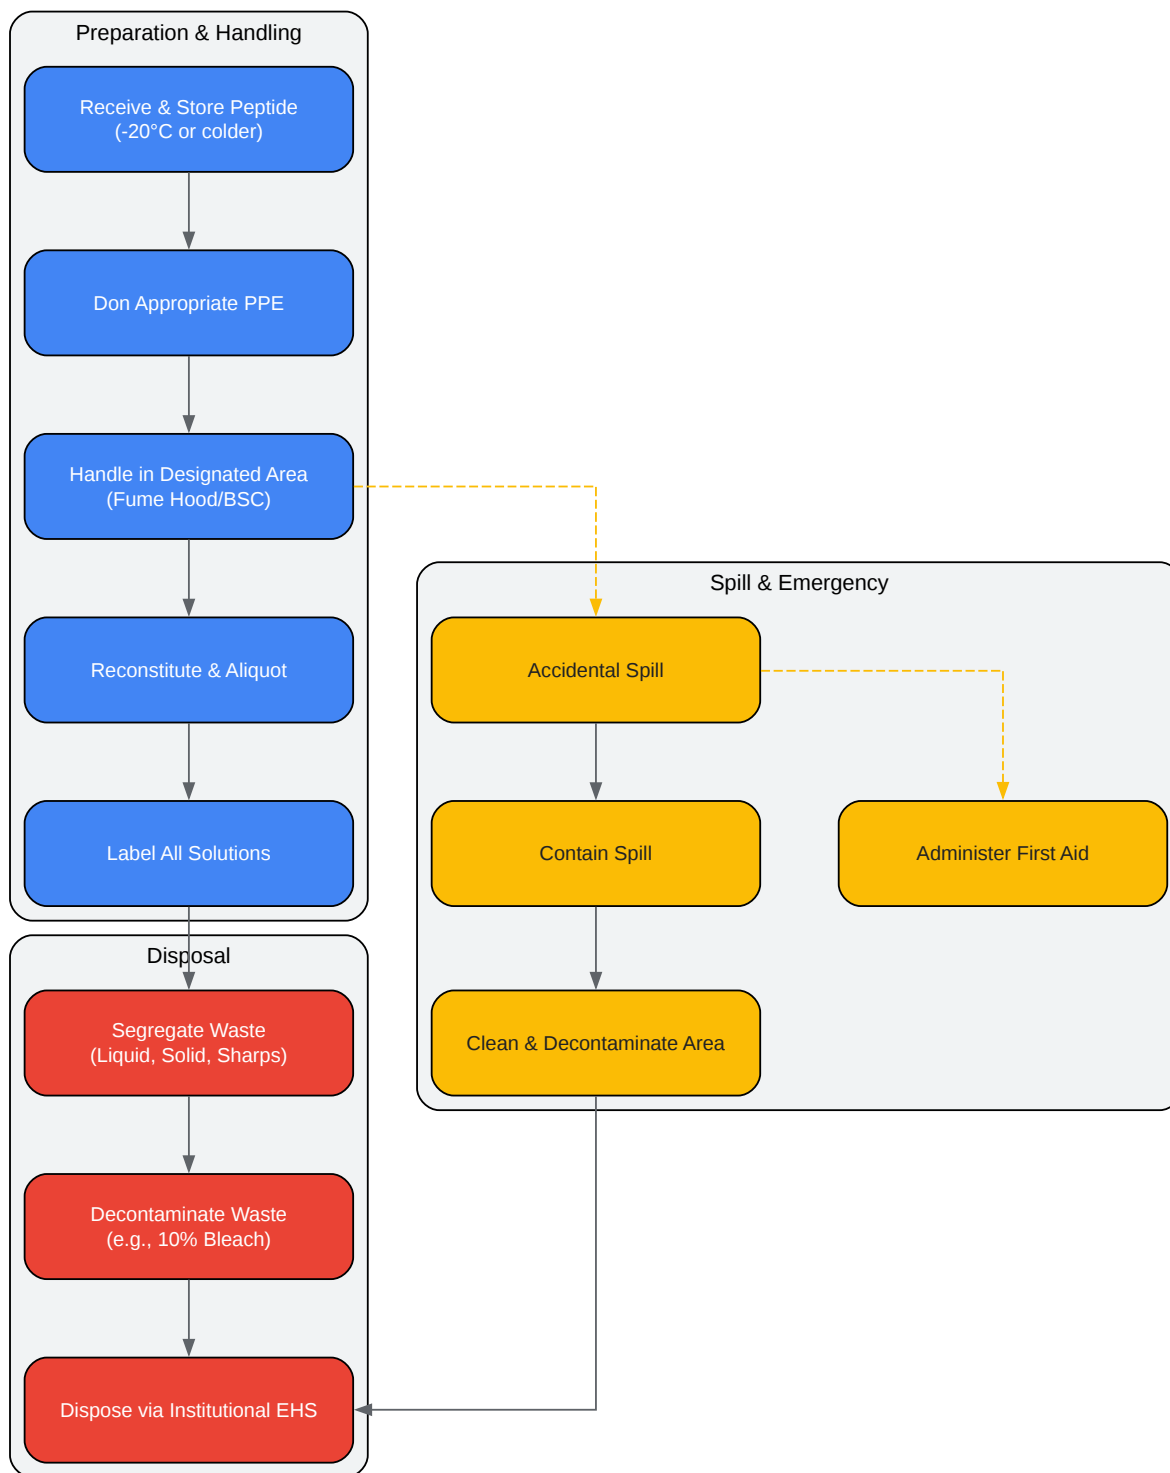 Preparation & Handling
Receive & Store Peptide
(-20°C or colder)
Don Appropriate PPE
Handle in Designated Area
(Fume Hood/BSC)
Reconstitute & Aliquot
Label All Solutions
Spill & Emergency
Accidental Spill
Contain Spill
Administer First Aid
Clean & Decontaminate Area
Disposal
Segregate Waste
(Liquid, Solid, Sharps)
Decontaminate Waste
(e.g., 10% Bleach)
Dispose via Institutional EHS